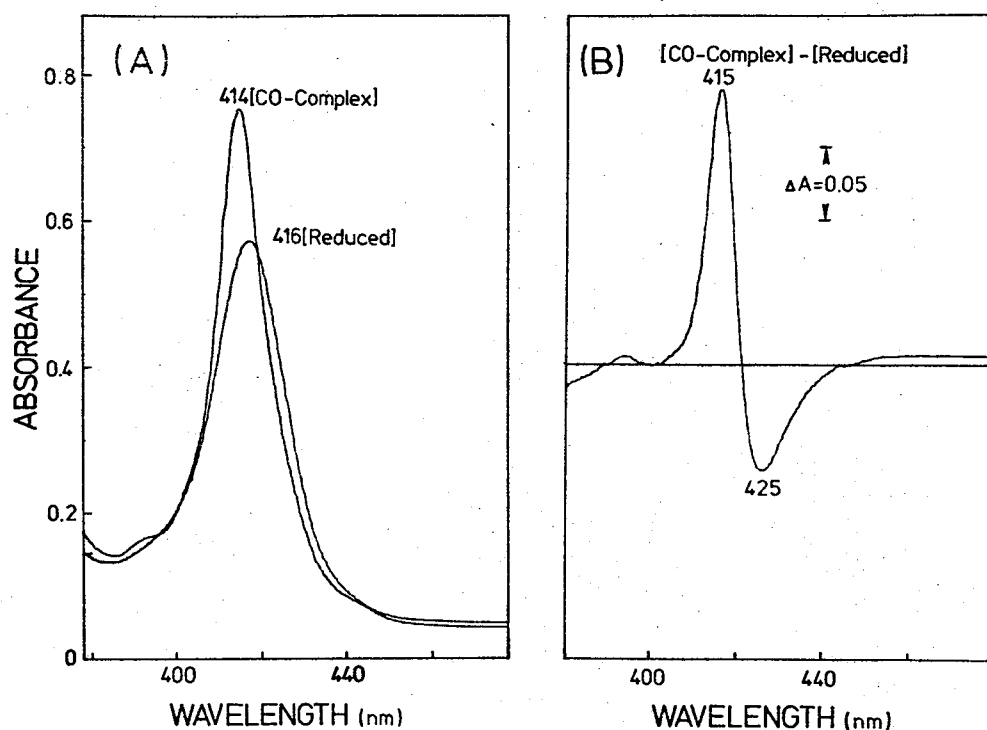 (A)
0.8
414[CO-Complex]
0.6
416[Reduced]
ABSORBANCE
0.4
0.2
0
400
440
WAVELENGTH (nm)
(B)
[CO-Complex]-[Reduced]
415
ΔA=0.05
425
400
440
WAVELENGTH (nm)